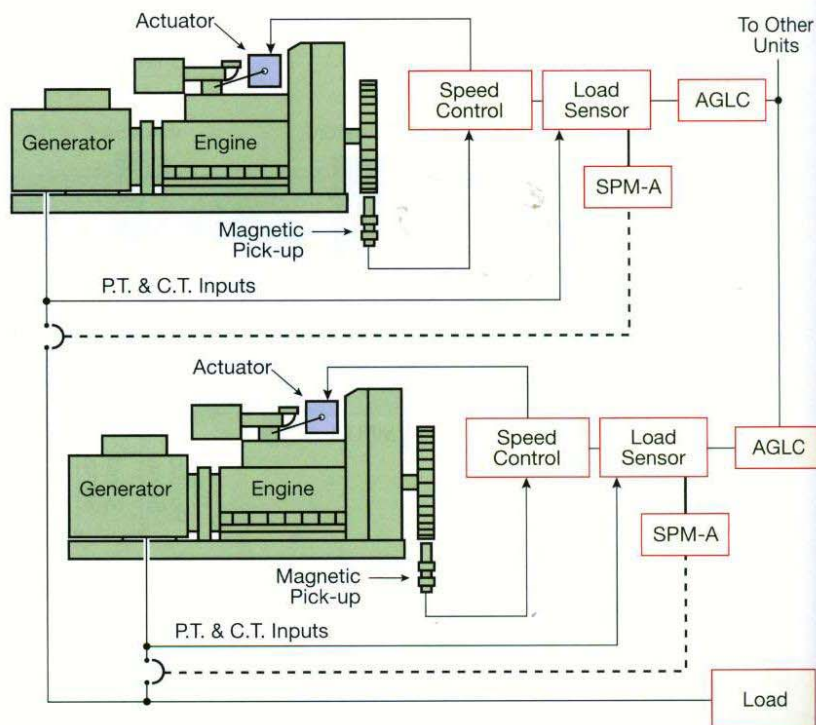 Actuator
To Other
Units
Speed
Control
Load
Sensor
AGLC
Generator
Engine
SPM-A
Magnetic
Pick-up
P.T. & C.T. Inputs
Actuator
Speed
Control
Load
Sensor
AGLC
Generator
Engine
SPM-A
Magnetic
Pick-up
P.T. & C.T. Inputs
Load